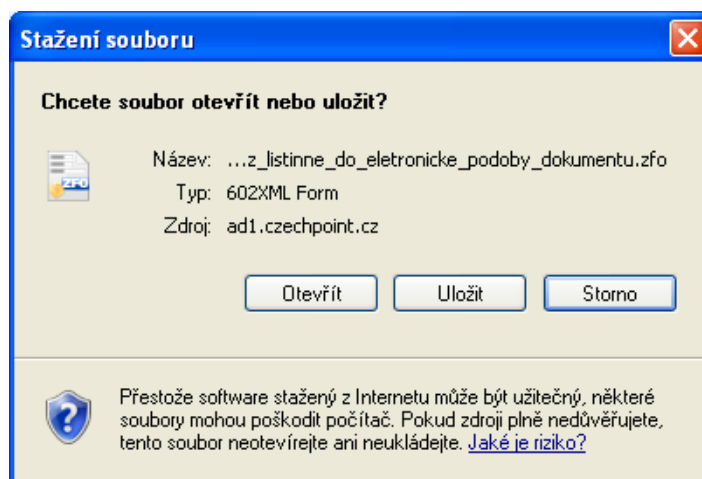 Stažení souboru
Chcete soubor otevřít nebo uložit?
Název: ...z_listinne_do_eletronicke_podoby_dokumentu.zfo
ZFO
Typ: 602XML Form
Zdroj: ad1.czechpoint.cz
Otevřít Uložit Storno
Přestože software stažený z Internetu může být užitečný, některé
soubory mohou poškodit počítač. Pokud zdroji plně nedůvěřujete,
tento soubor neotevírejte ani neukládejte. Jaké je riziko?